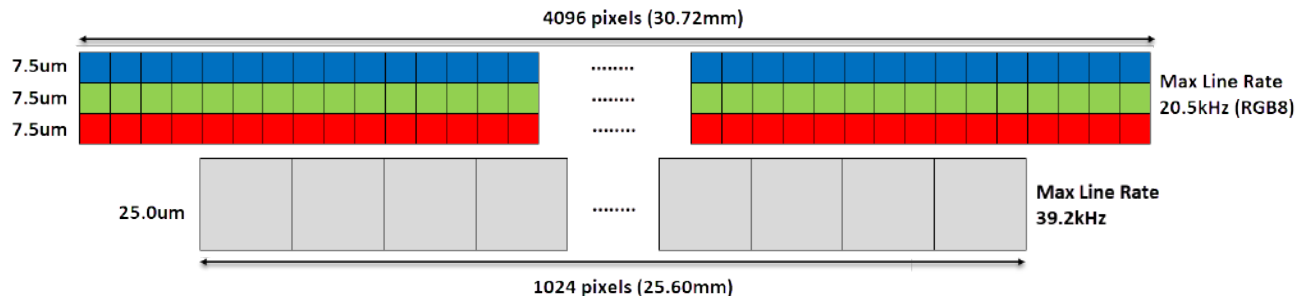 4096 pixels (30.72mm)
7.5um
........
7.5um
........
Max Line Rate
20.5kHz (RGB8)
7.5um
........
25.0um
........
Max Line Rate
39.2kHz
1024 pixels (25.60mm)